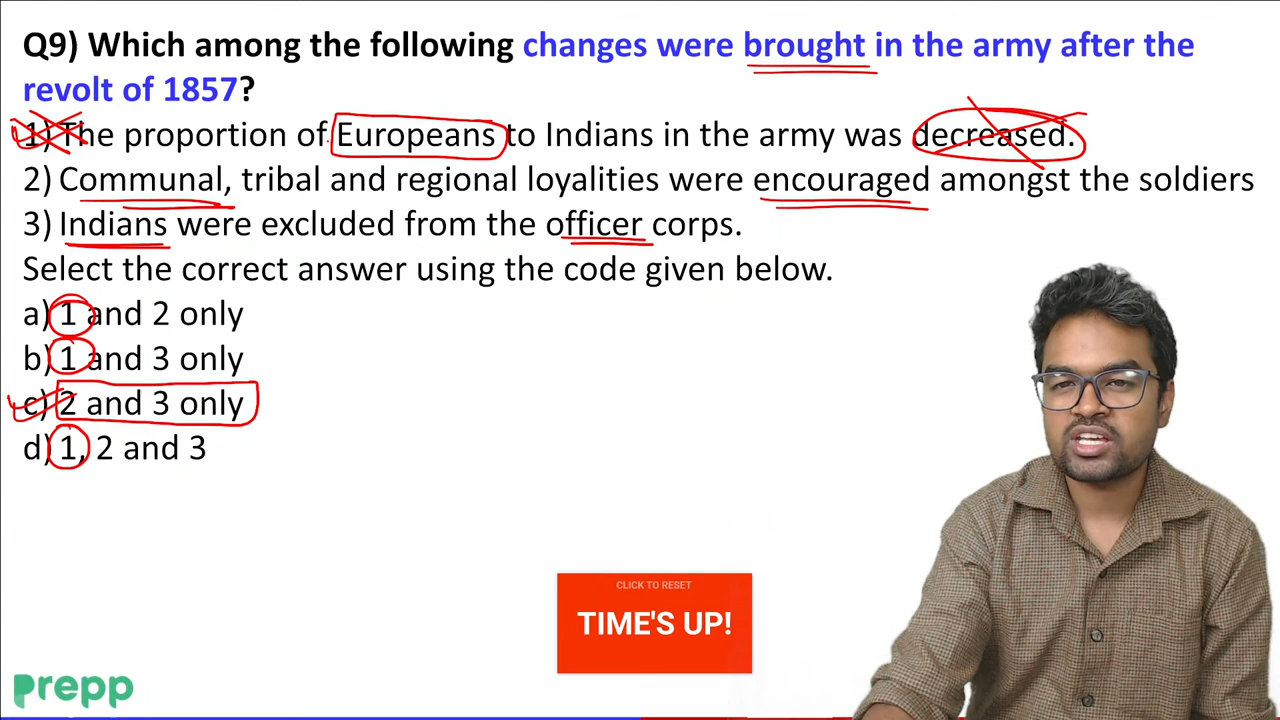 Q9) Which among the following changes were brought in the army after the
revolt of 1857?
1) The proportion of Europeans to Indians in the army was decreased.
2) Communal, tribal and regional loyalities were encouraged amongst the soldiers
3) Indians were excluded from the officer corps.
Select the correct answer using the code given below.
a) 1 and 2 only
b) 1 and 3 only
c) 2 and 3 only
d) 1, 2 and 3
CLICK TO RESET
TIME'S UP!
prepp